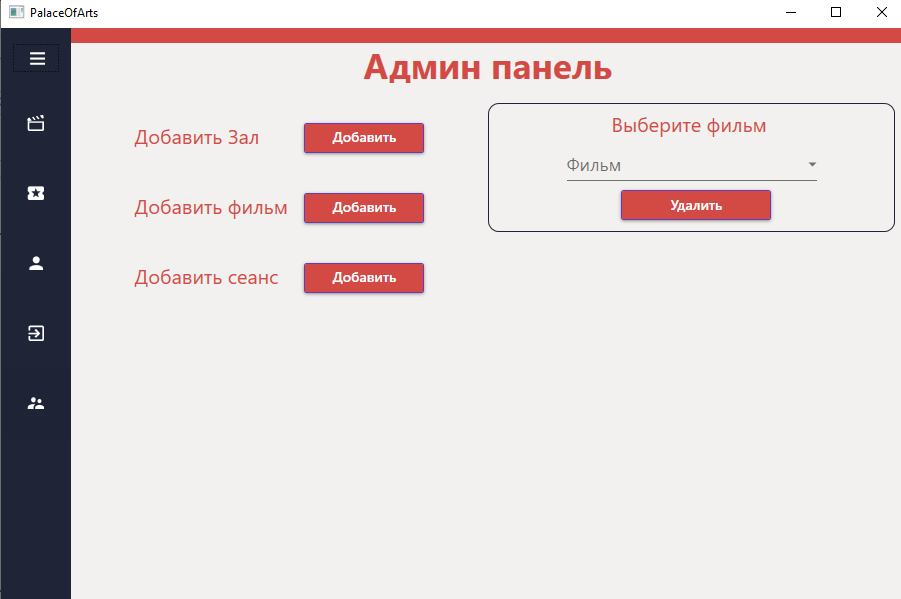 PalaceOfArts
Админ панель
Добавить Зал
Добавить
Добавить фильм
Добавить
Добавить сеанс
Добавить
Выберите фильм
Фильм
Удалить